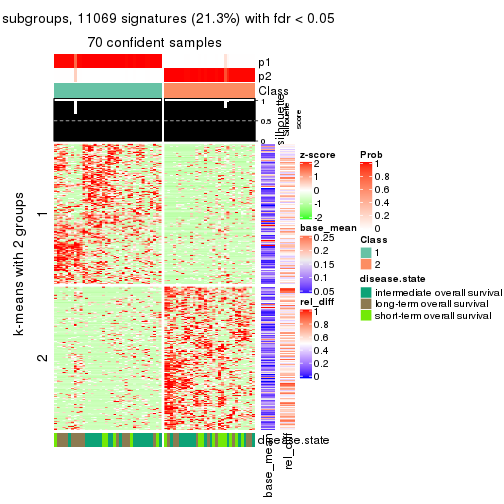 subgroups, 11069 signatures (21.3%) with fdr < 0.05
70 confident samples
p1
p2
Class
1
0.5
0
silhouette
Silhouette
score
k-means with 2 groups
1
2
z-score
2
1
0
-1
-2
base_mean
0.25
0.2
0.15
0.1
0.05
rel_diff
1
0.8
0.6
0.4
0.2
0
Prob
1
0.8
0.6
0.4
0.2
0
Class
1
2
disease.state
intermediate overall survival
long-term overall survival
short-term overall survival
disease.state
base_mean
rel_diff